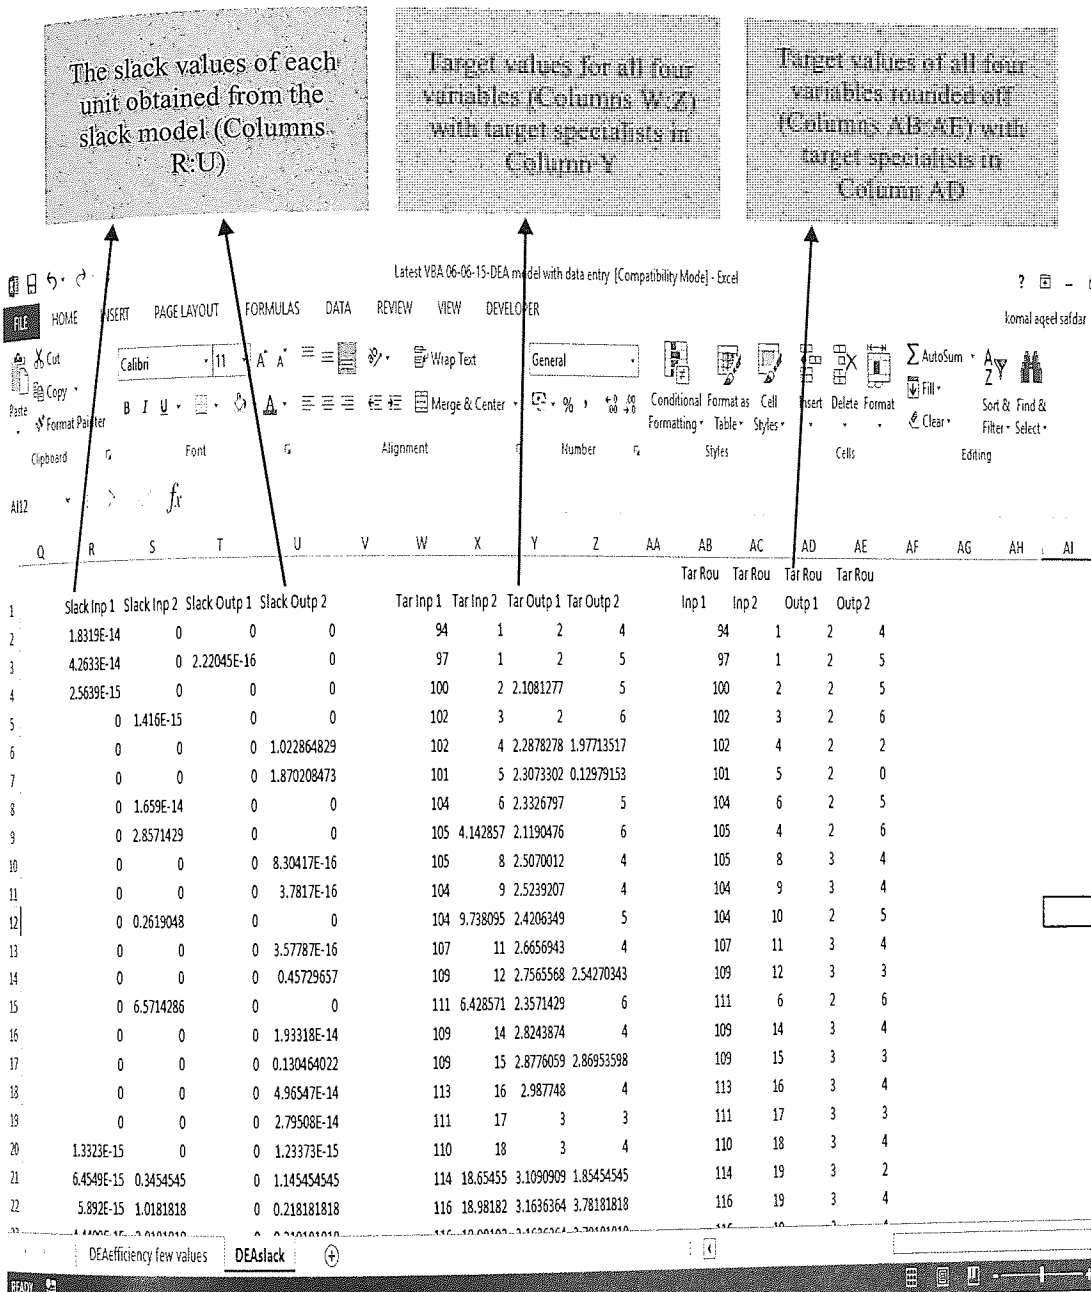 The slack values of each
unit obtained from the
slack model (Columns
R:U)
Target values for all four
variables (Columns W:Z)
with target specialists in
Column Y
Target values of all four
variables rounded off
(Columns AB:AE) with
target specialists in
Column AD
Latest VBA 06-06-15-DEA model with data entry [Compatibility Mode] - Excel
?
FILE HOME INSERT PAGE LAYOUT FORMULAS DATA REVIEW VIEW DEVELOPER komal aqeel safdar
Cut Calibri 11 Wrap Text General AutoSum
Copy Fill
Paste Format Painter B I U Merge & Center % Conditional Format as Cell Insert Delete Format Clear Sort & Find &
Formatting Table Styles Filter Select
Clipboard Font Alignment Number Styles Cells Editing
AI12 fx
Q R S T U V W X Y Z AA AB AC AD AE AF AG AH AI
Tar Rou Tar Rou Tar Rou Tar Rou
1 Slack Inp 1 Slack Inp 2 Slack Outp 1 Slack Outp 2 Tar Inp 1 Tar Inp 2 Tar Outp 1 Tar Outp 2 Inp 1 Inp 2 Outp 1 Outp 2
2 1.8319E-14 0 0 0 94 1 2 4 94 1 2 4
3 4.2633E-14 0 2.22045E-16 0 97 1 2 5 97 1 2 5
4 2.5639E-15 0 0 0 100 2 2.1081277 5 100 2 2 5
5 0 1.416E-15 0 0 102 3 2 6 102 3 2 6
6 0 0 0 1.022864829 102 4 2.2878278 1.97713517 102 4 2 2
7 0 0 0 1.870208473 101 5 2.3073302 0.12979153 101 5 2 0
8 0 1.659E-14 0 0 104 6 2.3326797 5 104 6 2 5
9 0 2.8571429 0 0 105 4.142857 2.1190476 6 105 4 2 6
10 0 0 0 8.30417E-16 105 8 2.5070012 4 105 8 3 4
11 0 0 0 3.7817E-16 104 9 2.5239207 4 104 9 3 4
12 0 0.2619048 0 0 104 9.738095 2.4206349 5 104 10 2 5
13 0 0 0 3.57787E-16 107 11 2.6656943 4 107 11 3 4
14 0 0 0 0.45729657 109 12 2.7565568 2.54270343 109 12 3 3
15 0 6.5714286 0 0 111 6.428571 2.3571429 6 111 6 2 6
16 0 0 0 1.93318E-14 109 14 2.8243874 4 109 14 3 4
17 0 0 0 0.130464022 109 15 2.8776059 2.86953598 109 15 3 3
18 0 0 0 4.96547E-14 113 16 2.987748 4 113 16 3 4
19 0 0 0 2.79508E-14 111 17 3 3 111 17 3 3
20 1.3323E-15 0 0 1.23373E-15 110 18 3 4 110 18 3 4
21 6.4549E-15 0.3454545 0 1.145454545 114 18.65455 3.1090909 1.85454545 114 19 3 2
22 5.892E-15 1.0181818 0 0.218181818 116 18.98182 3.1636364 3.78181818 116 19 3 4
DEAefficiency few values DEAslack
READY